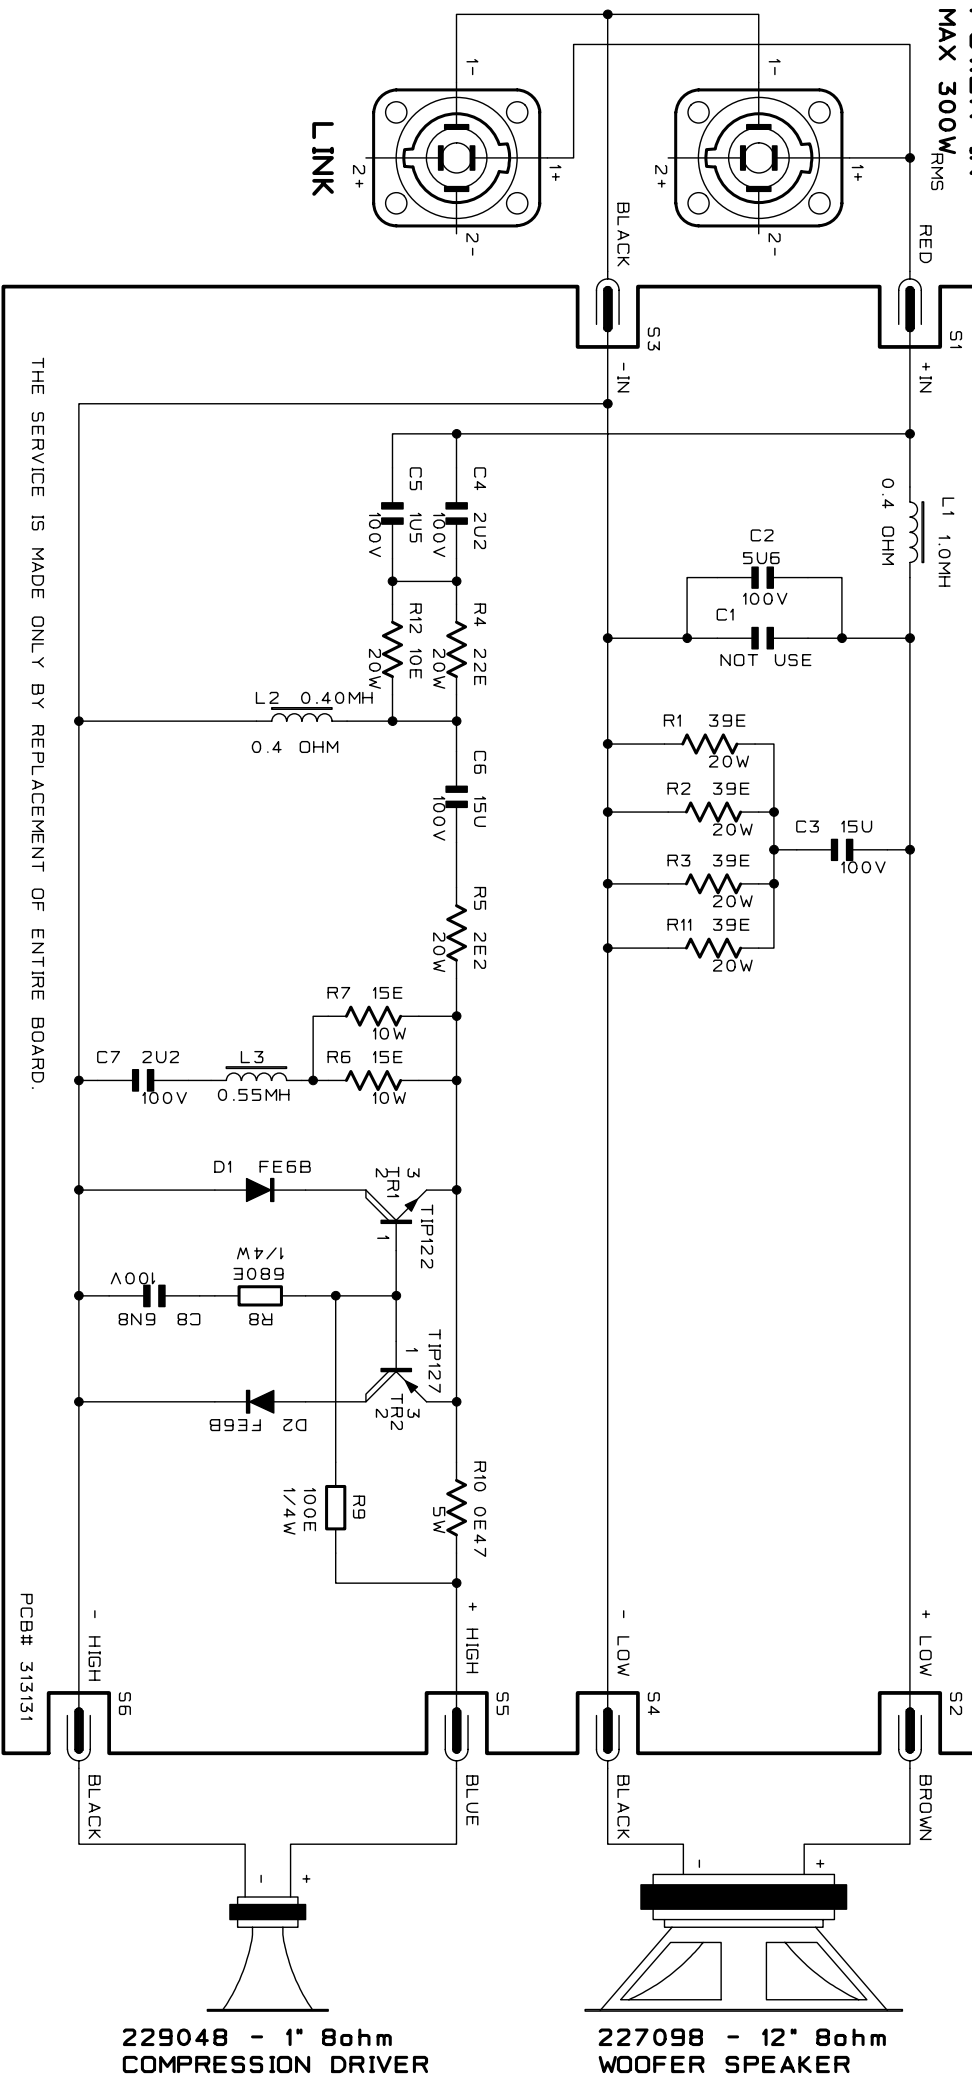 MAX 300W
RMS
1-
1+
2+
2-
LINK
1-
1+
2+
2-
BLACK
RED
S3
S1
-IN
+IN
L1 1.0MH
0.4 OHM
C2
5U6
100V
C1
NOT USE
C4 2U2
100V
C5 1U5
100V
R4 22E
20W
R12 10E
20W
L2 0.40MH
0.4 OHM
R1 39E
20W
R2 39E
20W
R3 39E
20W
R11 39E
20W
C3 15U
100V
C6 15U
100V
R5 2E2
20W
R7 15E
10W
R6 15E
10W
C7 2U2
100V
L3
0.55MH
D1 FE6B
TR1
TIP122
3
2
1
R8
680E
1/4W
C8 6N8
100V
TIP127
TR2
1
3
2
D2 FE6B
R9
100E
1/4W
R10 0E47
5W
THE SERVICE IS MADE ONLY BY REPLACEMENT OF ENTIRE BOARD.
PCB# 313131
- HIGH
+ HIGH
- LOW
+ LOW
S6
S5
S4
S2
BLACK
BLUE
BLACK
BROWN
-
+
-
+
229048 - 1" 8ohm
COMPRESSION DRIVER
227098 - 12" 8ohm
WOOFER SPEAKER